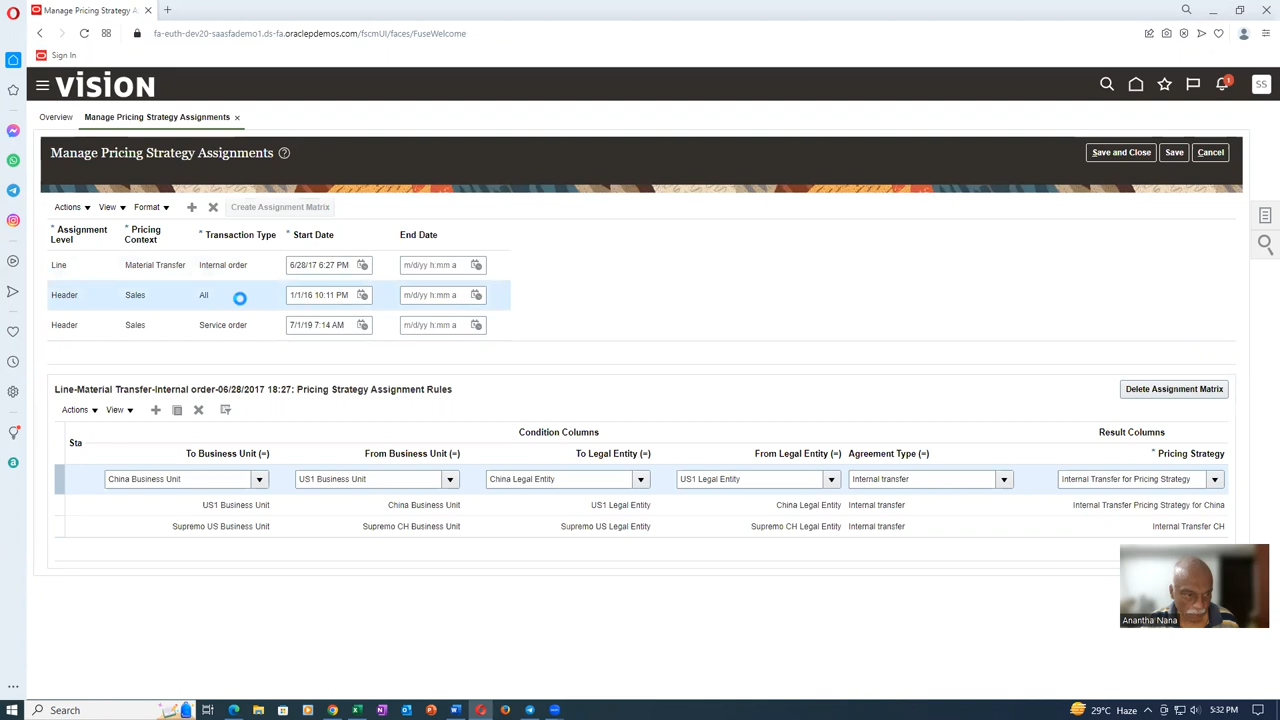 Manage Pricing Strategy A
fa-euth-dev20-saasfademo1.ds-fa.oraclepdemos.com/fscmUI/faces/FuseWelcome
Sign In
VISION
1
SS
Overview
Manage Pricing Strategy Assignments
Manage Pricing Strategy Assignments
Save and Close
Save
Cancel
Actions View Format Create Assignment Matrix
* Assignment Level * Pricing Context * Transaction Type * Start Date End Date
Line Material Transfer Internal order 6/28/17 6:27 PM m/d/yy h:mm a
Header Sales All 1/1/16 10:11 PM m/d/yy h:mm a
Header Sales Service order 7/1/19 7:14 AM m/d/yy h:mm a
Line-Material Transfer-Internal order-06/28/2017 18:27: Pricing Strategy Assignment Rules
Delete Assignment Matrix
Actions View
Sta Condition Columns Result Columns
To Business Unit (=) From Business Unit (=) To Legal Entity (=) From Legal Entity (=) Agreement Type (=) * Pricing Strategy
China Business Unit US1 Business Unit China Legal Entity US1 Legal Entity Internal transfer Internal Transfer for Pricing Strategy
US1 Business Unit China Business Unit US1 Legal Entity China Legal Entity Internal transfer Internal Transfer Pricing Strategy for China
Supremo US Business Unit Supremo CH Business Unit Supremo US Legal Entity Supremo CH Legal Entity Internal transfer Internal Transfer CH
Anantha Nana
Search
29°C Haze
5:32 PM